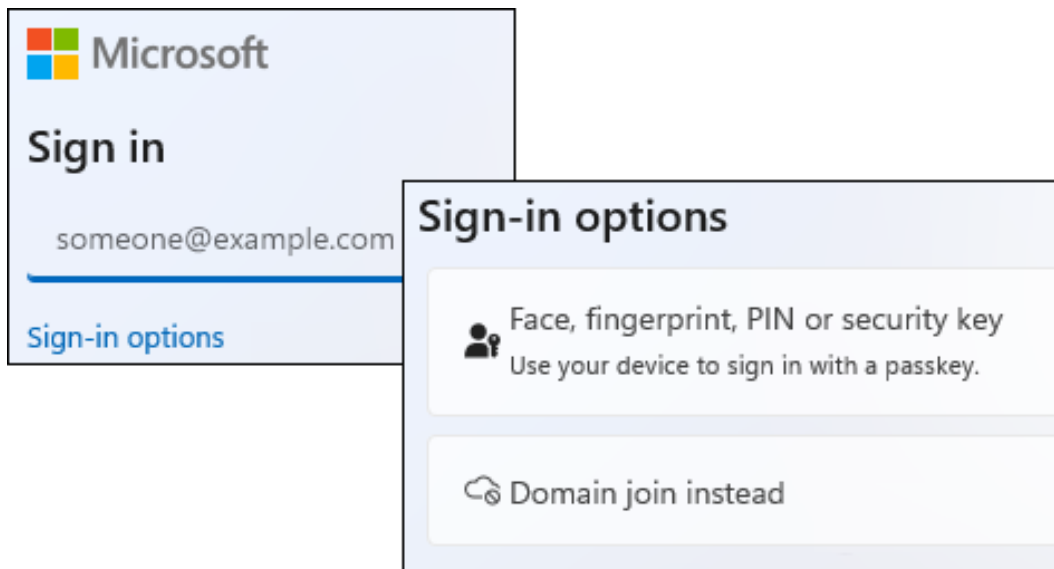 Microsoft
Sign in
someone@example.com
Sign-in options
Sign-in options
Face, fingerprint, PIN or security key
Use your device to sign in with a passkey.
Domain join instead